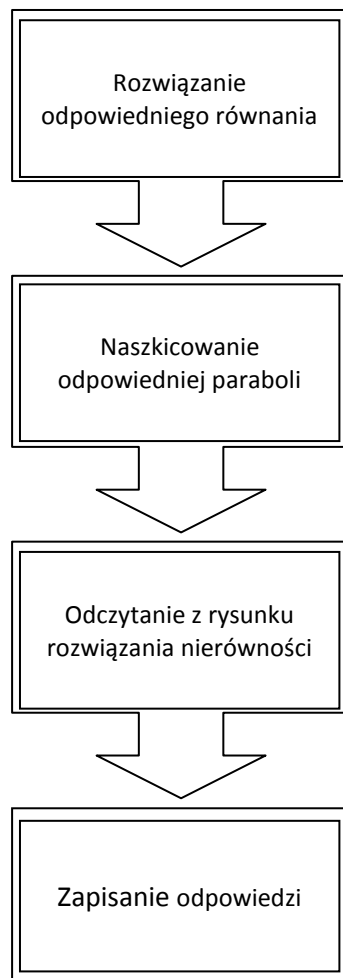 Rozwiązanie
odpowiedniego równania
Naszkicowanie
odpowiedniej paraboli
Odczytanie z rysunku
rozwiązania nierówności
Zapisanie odpowiedzi